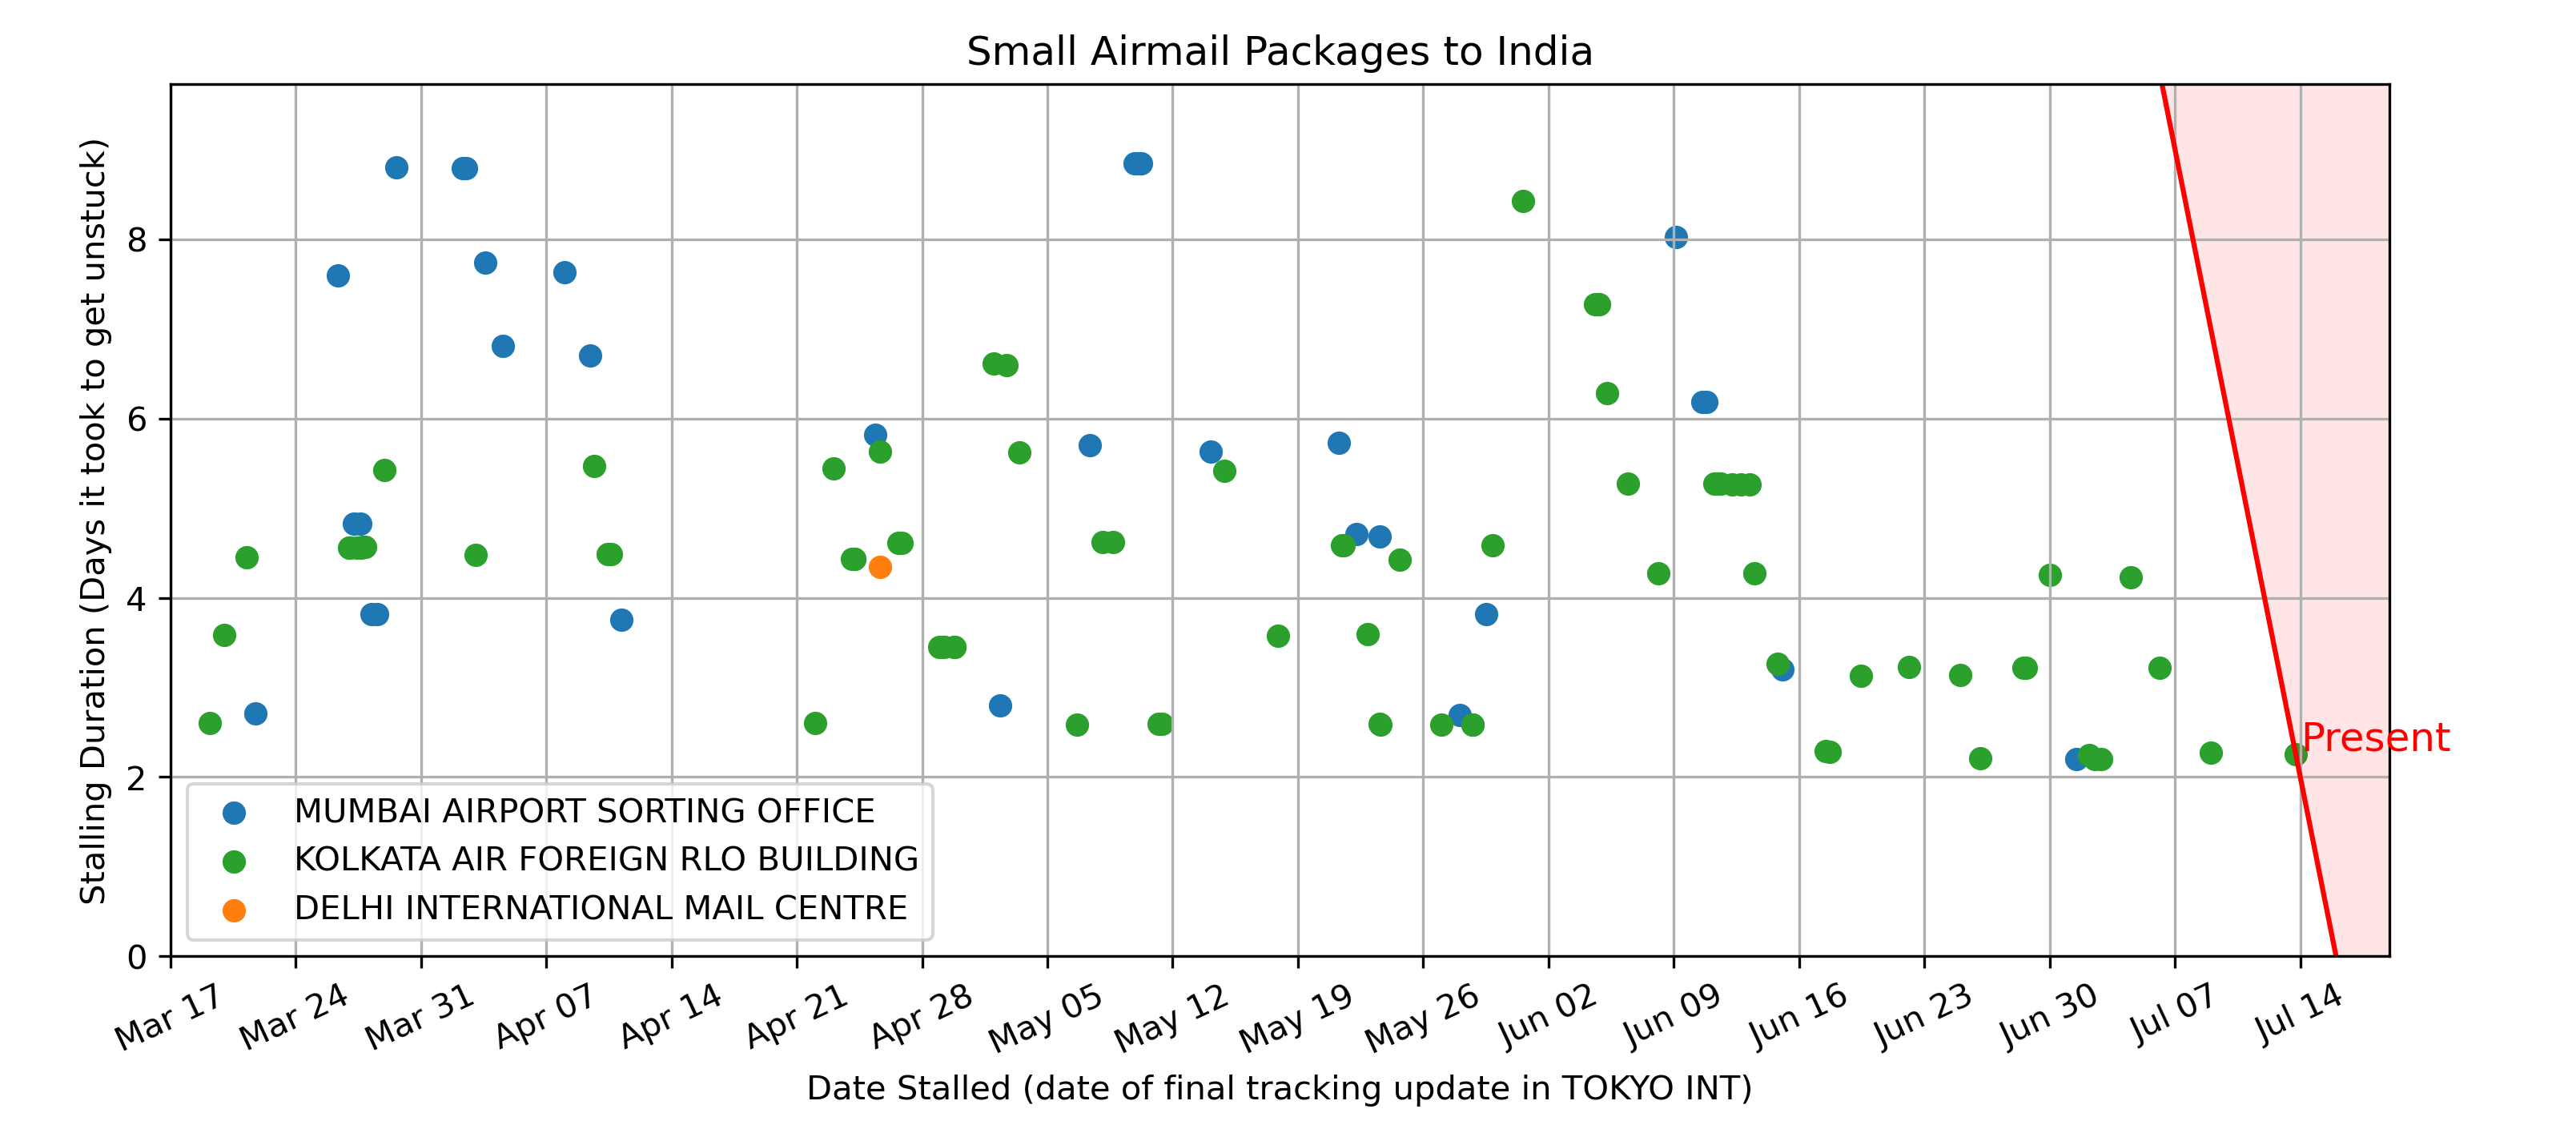 Small Airmail Packages to India
Stalling Duration (Days it took to get unstuck)
8
6
4
2
0
Present
MUMBAI AIRPORT SORTING OFFICE
KOLKATA AIR FOREIGN RLO BUILDING
DELHI INTERNATIONAL MAIL CENTRE
Mar 17 Mar 24 Mar 31 Apr 07 Apr 14 Apr 21 Apr 28 May 05 May 12 May 19 May 26 Jun 02 Jun 09 Jun 16 Jun 23 Jun 30 Jul 07 Jul 14
Date Stalled (date of final tracking update in TOKYO INT)